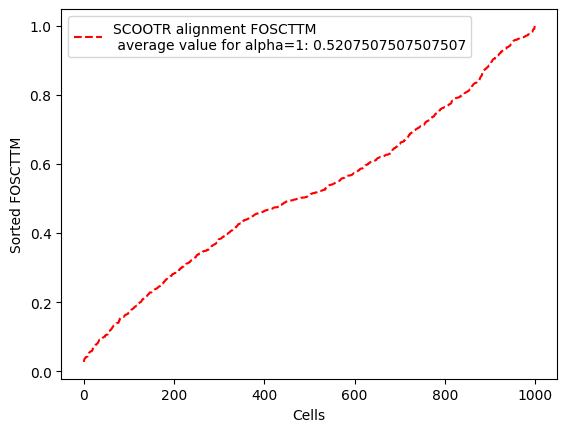 SCOOTR alignment FOSCTTM
average value for alpha=1: 0.5207507507507507
1.0
0.8
0.6
0.4
0.2
0.0
Sorted FOSCTTM
0 200 400 600 800 1000
Cells